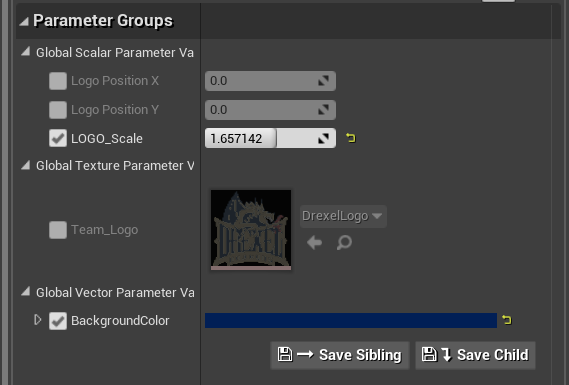 Parameter Groups
Global Scalar Parameter Va
Logo Position X 0.0
Logo Position Y 0.0
LOGO_Scale 1.657142
Global Texture Parameter V
DREXEL
Team_Logo DrexelLogo
Global Vector Parameter Va
BackgroundColor
Save Sibling Save Child